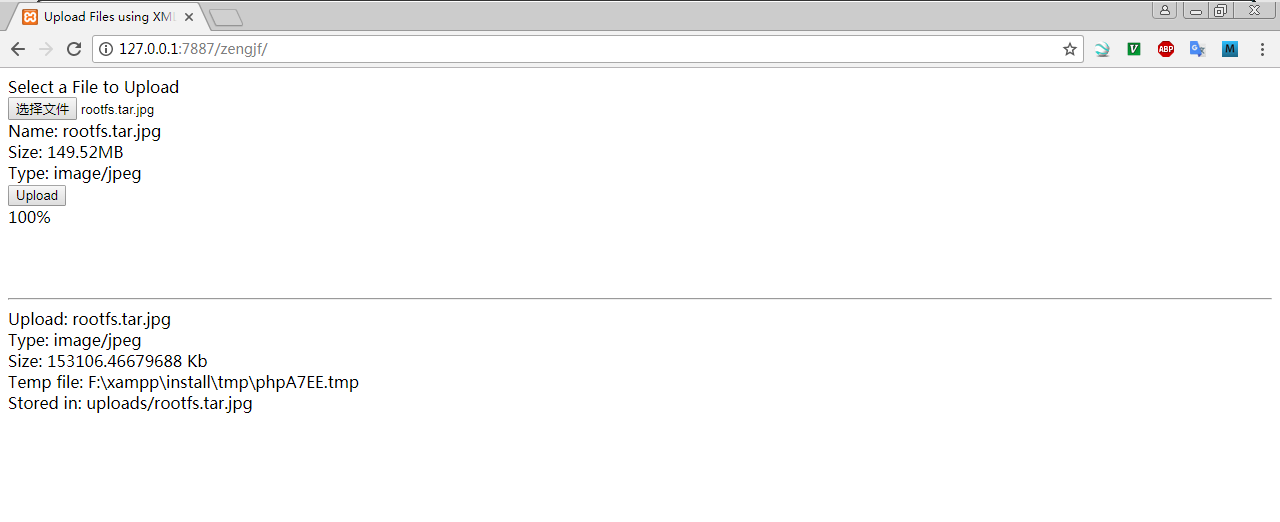 Upload Files using XML
127.0.0.1:7887/zengjf/
V
ABP
G
M
Select a File to Upload
选择文件 rootfs.tar.jpg
Name: rootfs.tar.jpg
Size: 149.52MB
Type: image/jpeg
Upload
100%
Upload: rootfs.tar.jpg
Type: image/jpeg
Size: 153106.46679688 Kb
Temp file: F:\xampp\install\tmp\phpA7EE.tmp
Stored in: uploads/rootfs.tar.jpg